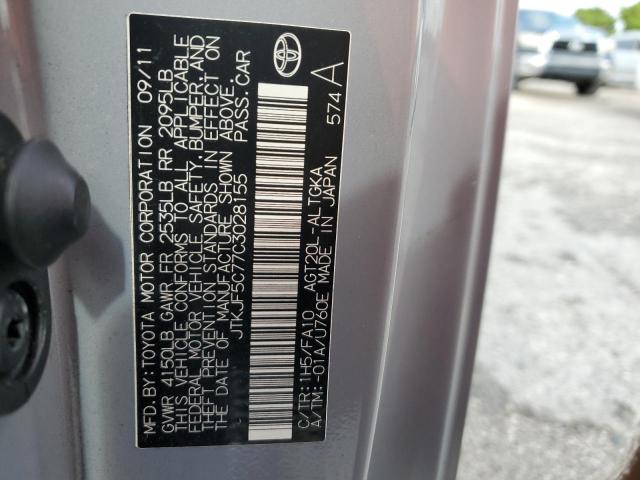 MFD.BY:TOYOTA MOTOR CORPORATION 09/11
GVWR 4150LB GAWR FR 2535LB RR 2095LB
THIS VEHICLE CONFORMS TO ALL APPLICABLE
FEDERAL MOTOR VEHICLE SAFETY,BUMPER,AND
THEFT PREVENTION STANDARDS IN EFFECT ON
THE DATE OF MANUFACTURE SHOWN ABOVE.
JTKJF5C77C3028155 PASS.CAR
C/TR:1H5/FA10 AGT20L-ALTGKA 574A
A/TM:-01A/U760E MADE IN JAPAN